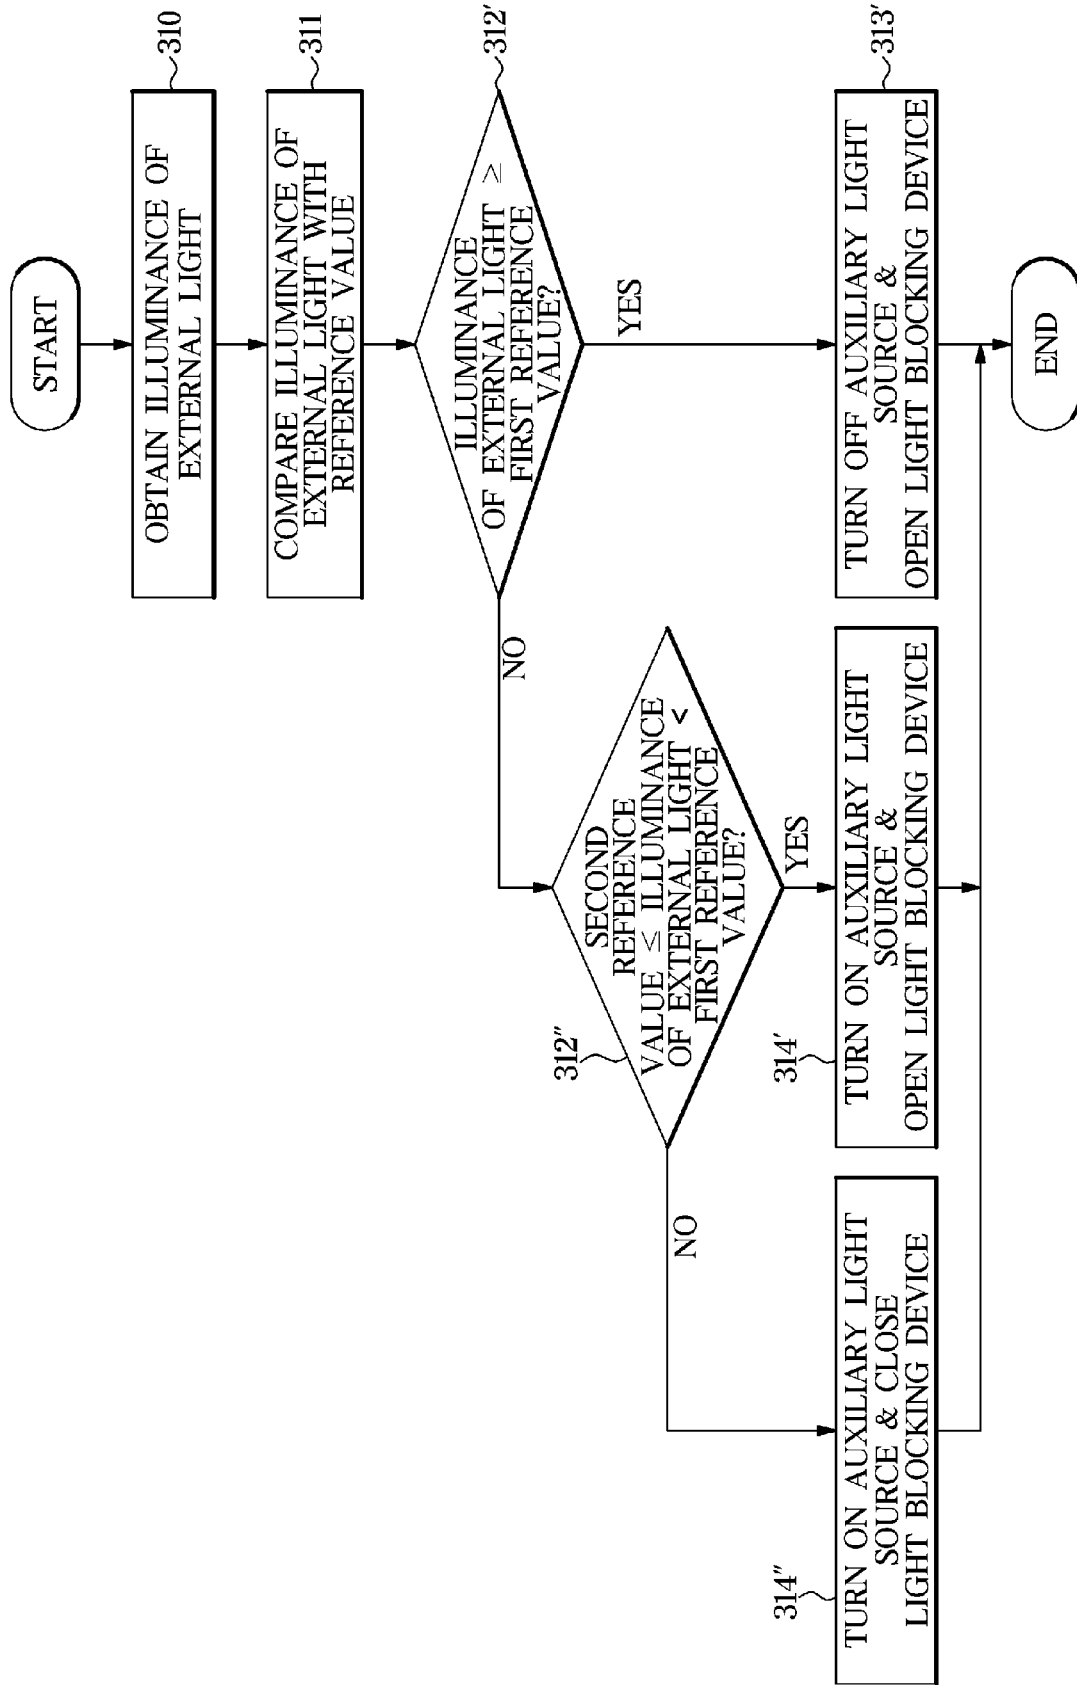 START
OBTAIN ILLUMINANCE OF
EXTERNAL LIGHT
310
COMPARE ILLUMINANCE OF
EXTERNAL LIGHT WITH
REFERENCE VALUE
311
ILLUMINANCE
OF EXTERNAL LIGHT ≥
FIRST REFERENCE
VALUE?
312′
NO
YES
SECOND
REFERENCE
VALUE ≤ ILLUMINANCE
OF EXTERNAL LIGHT <
FIRST REFERENCE
VALUE?
312″
NO
YES
TURN ON AUXILIARY LIGHT
SOURCE & CLOSE
LIGHT BLOCKING DEVICE
314″
TURN ON AUXILIARY LIGHT
SOURCE &
OPEN LIGHT BLOCKING DEVICE
314′
TURN OFF AUXILIARY LIGHT
SOURCE &
OPEN LIGHT BLOCKING DEVICE
313′
END